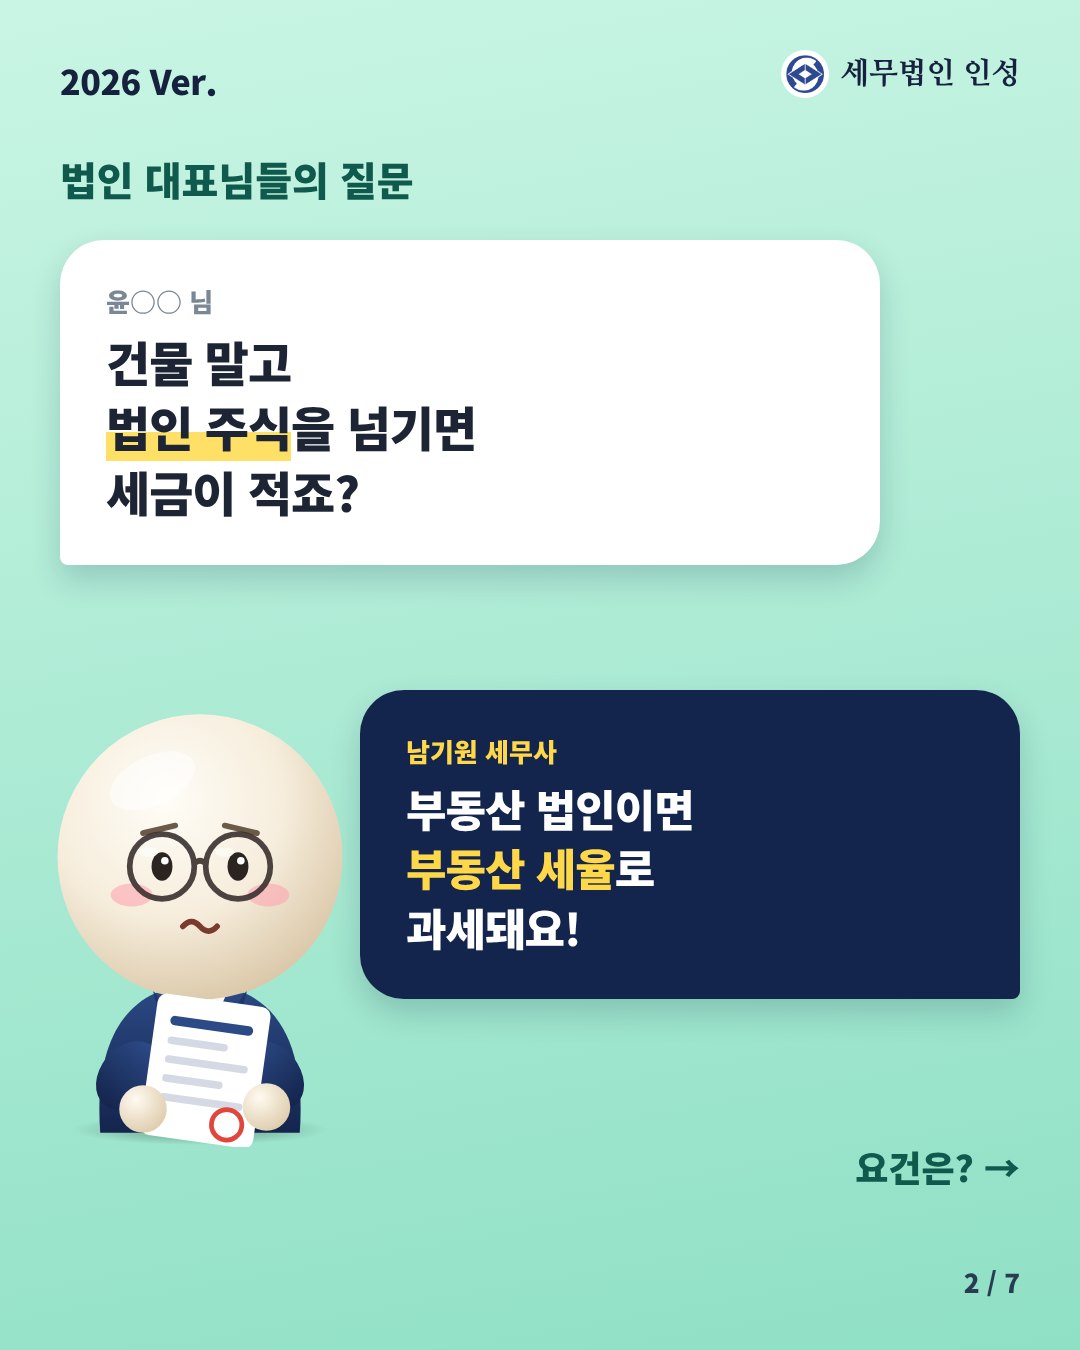 2026 Ver.
세무법인 인성
법인 대표님들의 질문
윤○○ 님
건물 말고
법인 주식을 넘기면
세금이 적죠?
남기원 세무사
부동산 법인이면
부동산 세율로
과세돼요!
요건은? →
2 / 7